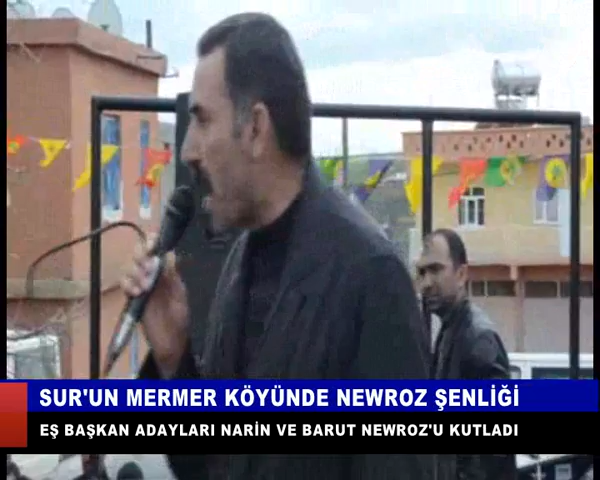 SUR'UN MERMER KÖYÜNDE NEWROZ ŞENLİĞİ
EŞ BAŞKAN ADAYLARI NARİN VE BARUT NEWROZ'U KUTLADI